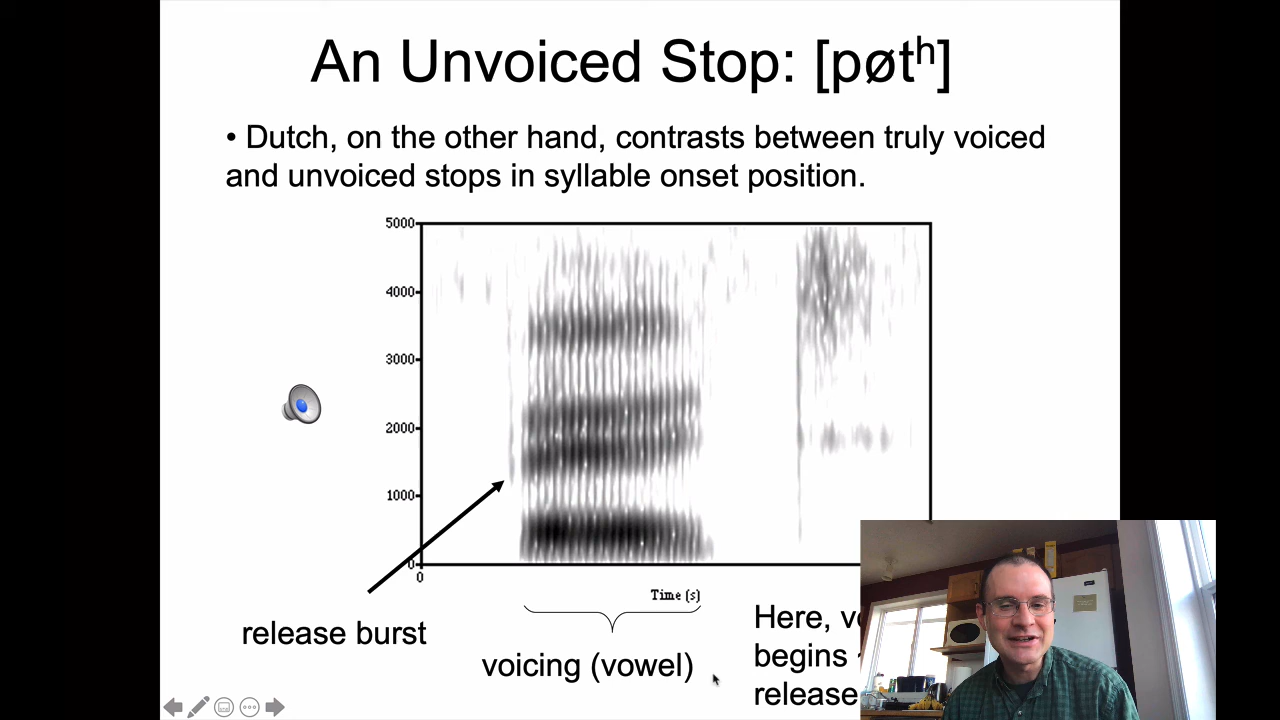 An Unvoiced Stop: [pøtʰ]
• Dutch, on the other hand, contrasts between truly voiced
and unvoiced stops in syllable onset position.
5000
4000
3000
2000
1000
0
0
Time (s)
release burst
voicing (vowel)
Here,
begins
release